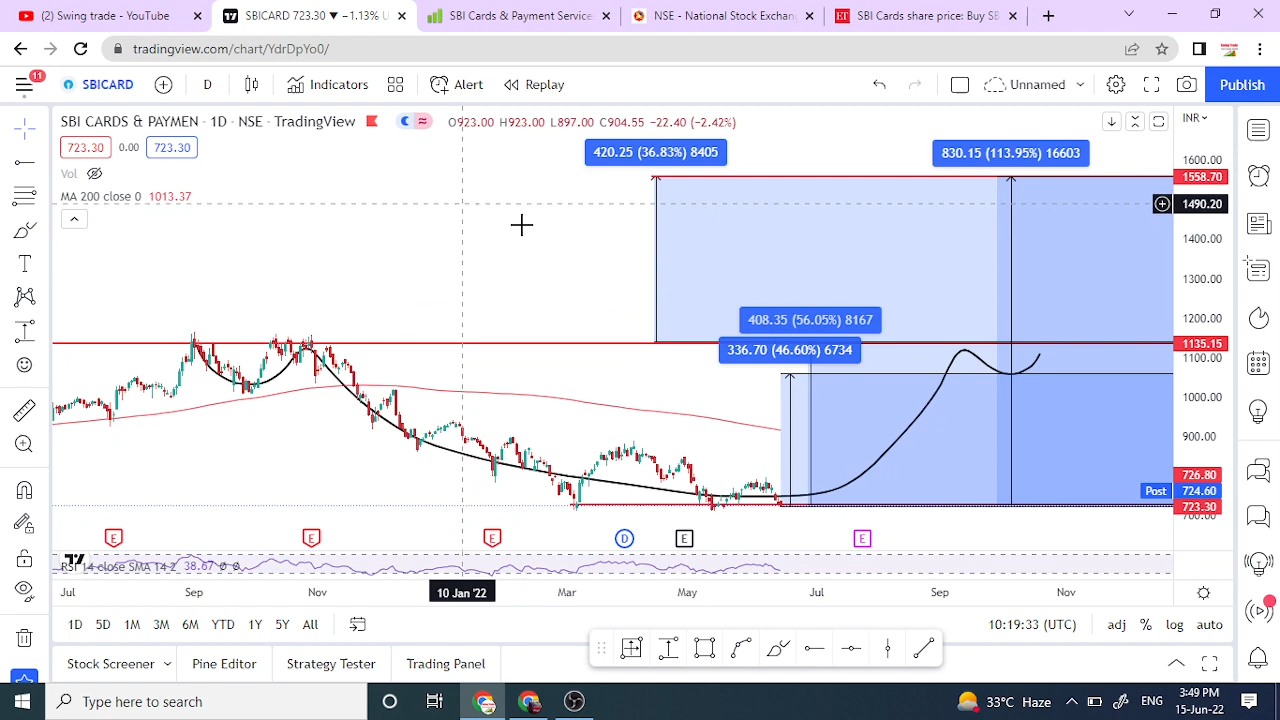 Swing trade - YouTube
SBICARD 723.30 ▼ −1.13% U
SBI Cards & Payment Service
NSE - National Stock Exchan
SBI Cards share price: Buy SB
tradingview.com/chart/YdrDpYo0/
11
SBICARD
D
Indicators
Alert
Replay
Unnamed
Publish
SBI CARDS & PAYMEN · 1D · NSE · TradingView
O923.00 H923.00 L897.00 C904.55 −22.40 (−2.42%)
INR
723.30
0.00
723.30
420.25 (36.83%) 8405
830.15 (113.95%) 16603
Vol
MA 200 close 0 1013.37
1600.00
1558.70
1490.20
1400.00
1300.00
1200.00
408.35 (56.05%) 8167
336.70 (46.60%) 6734
1135.15
1100.00
1000.00
900.00
726.80
Post 724.60
723.30
700.00
E
E
E
D
E
E
RSI 14 close SMA 14 2 38.67 ø ø
Jul
Sep
Nov
10 Jan '22
Mar
May
Jul
Sep
Nov
1D
5D
1M
3M
6M
YTD
1Y
5Y
All
10:19:33 (UTC)
adj
%
log
auto
Stock Screener
Pine Editor
Strategy Tester
Trading Panel
Type here to search
33°C Haze
ENG
3:49 PM
15-Jun-22